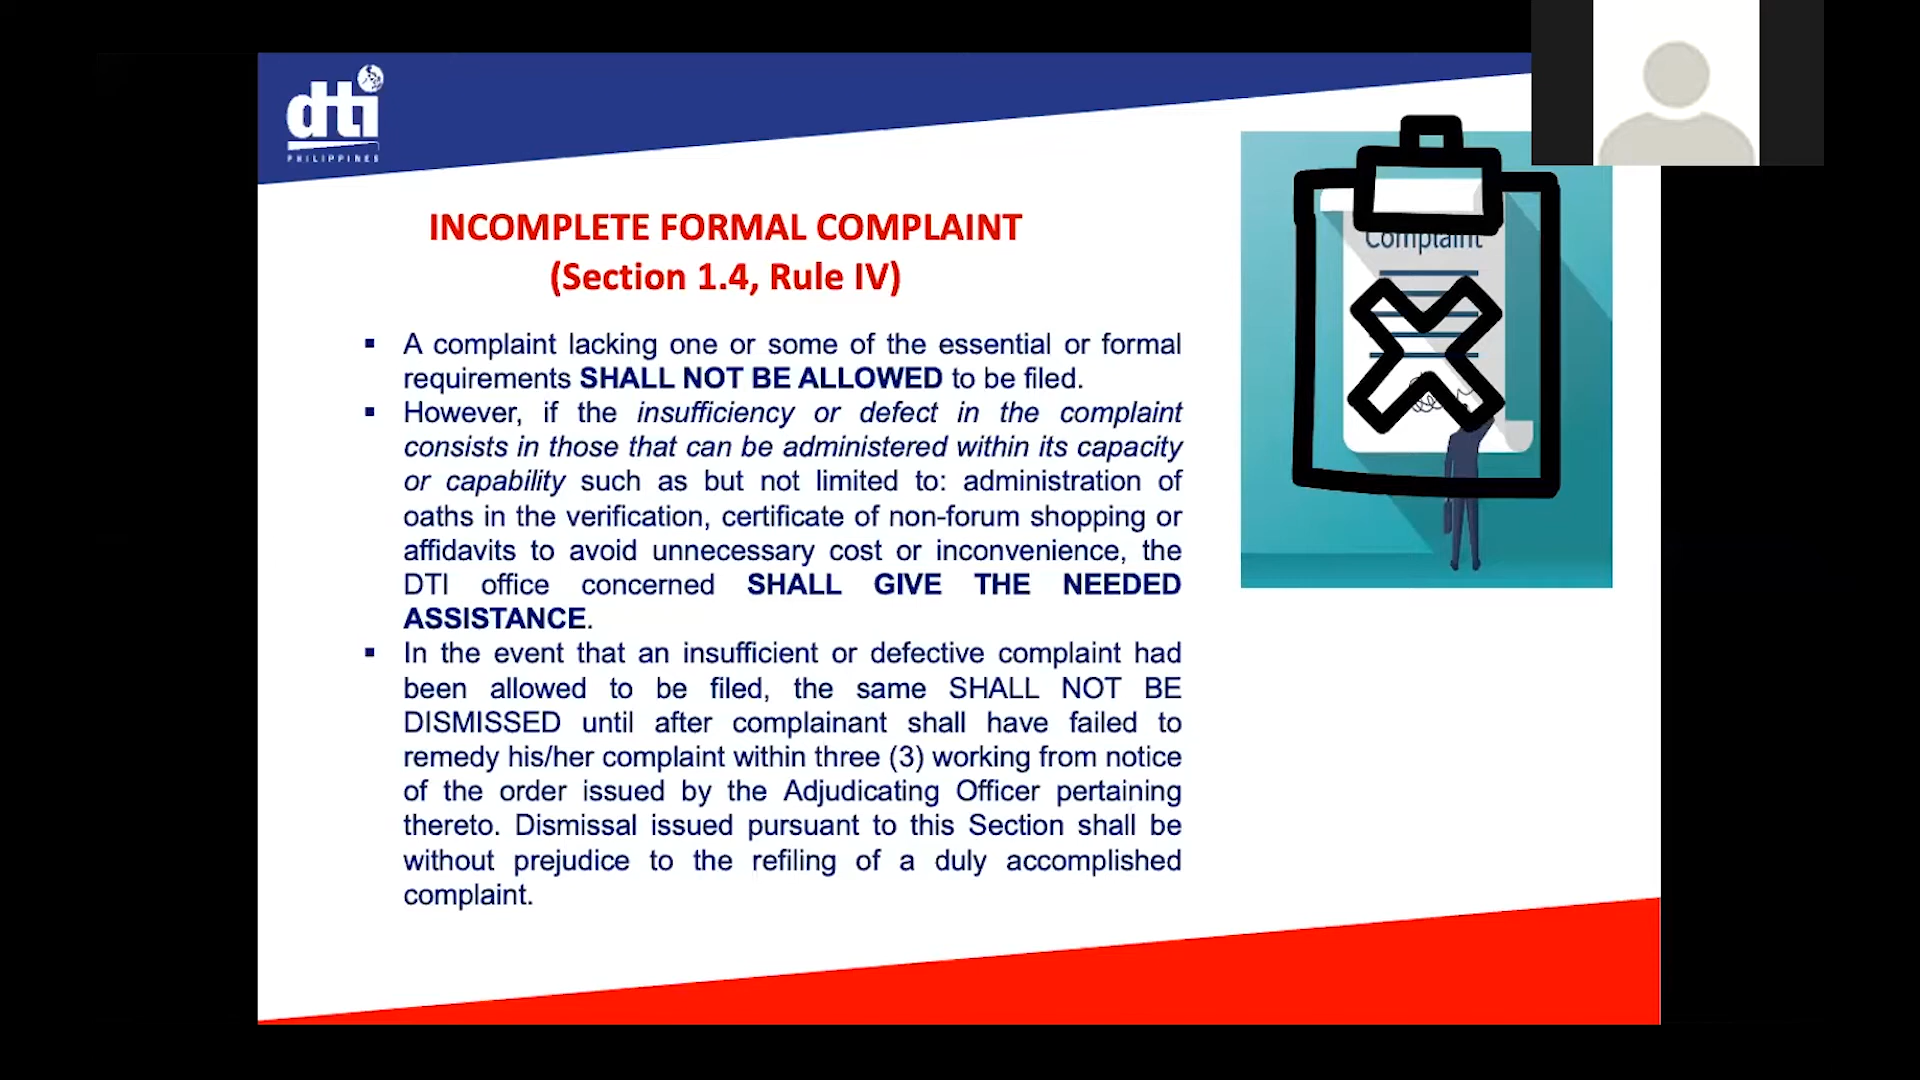 dti
PHILIPPINES
INCOMPLETE FORMAL COMPLAINT
(Section 1.4, Rule IV)
▪ A complaint lacking one or some of the essential or formal
requirements SHALL NOT BE ALLOWED to be filed.
▪ However, if the insufficiency or defect in the complaint
consists in those that can be administered within its capacity
or capability such as but not limited to: administration of
oaths in the verification, certificate of non-forum shopping or
affidavits to avoid unnecessary cost or inconvenience, the
DTI office concerned SHALL GIVE THE NEEDED
ASSISTANCE.
▪ In the event that an insufficient or defective complaint had
been allowed to be filed, the same SHALL NOT BE
DISMISSED until after complainant shall have failed to
remedy his/her complaint within three (3) working from notice
of the order issued by the Adjudicating Officer pertaining
thereto. Dismissal issued pursuant to this Section shall be
without prejudice to the refiling of a duly accomplished
complaint.
Complaint